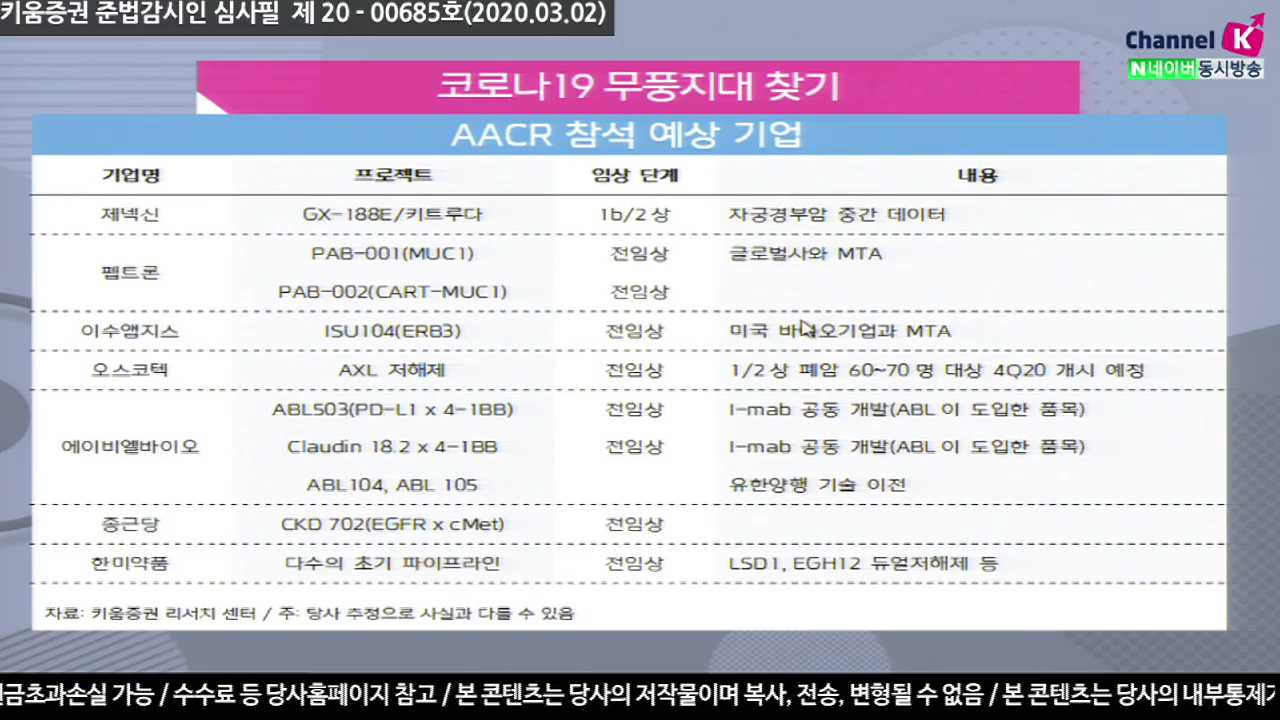 키움증권 준법감시인 심사필 제 20 - 00685호(2020.03.02)
Channel K
N네이버 동시방송
코로나19 무풍지대 찾기
AACR 참석 예상 기업
기업명 프로젝트 임상 단계 내용
제넥신 GX-188E/키트루다 1b/2상 자궁경부암 중간 데이터
펩트론 PAB-001(MUC1) 전임상 글로벌사와 MTA
PAB-002(CART-MUC1) 전임상
이수앱지스 ISU104(ERB3) 전임상 미국 바이오기업과 MTA
오스코텍 AXL 저해제 전임상 1/2상 폐암 60~70명 대상 4Q20 개시 예정
에이비엘바이오 ABL503(PD-L1 x 4-1BB) 전임상 I-mab 공동 개발(ABL이 도입한 품목)
Claudin 18.2 x 4-1BB 전임상 I-mab 공동 개발(ABL이 도입한 품목)
ABL104, ABL 105 유한양행 기술 이전
종근당 CKD 702(EGFR x cMet) 전임상
한미약품 다수의 초기 파이프라인 전임상 LSD1, EGH12 듀얼저해제 등
자료: 키움증권 리서치 센터 / 주: 당사 추정으로 사실과 다를 수 있음
금초과손실 가능 / 수수료 등 당사홈페이지 참고 / 본 콘텐츠는 당사의 저작물이며 복사, 전송, 변형될 수 없음 / 본 콘텐츠는 당사의 내부통제